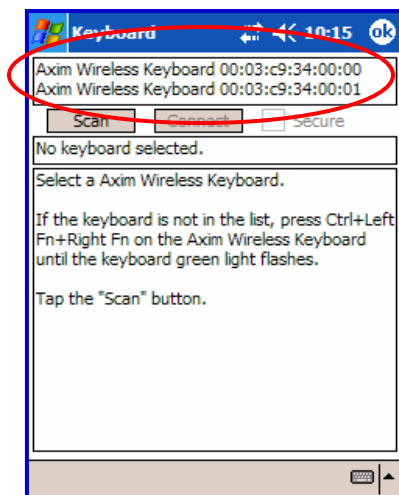 Keyboard 10:15 ok
Axim Wireless Keyboard 00:03:c9:34:00:00
Axim Wireless Keyboard 00:03:c9:34:00:01
Scan Connect Secure
No keyboard selected.
Select a Axim Wireless Keyboard.
If the keyboard is not in the list, press Ctrl+Left
Fn+Right Fn on the Axim Wireless Keyboard
until the keyboard green light flashes.
Tap the "Scan" button.